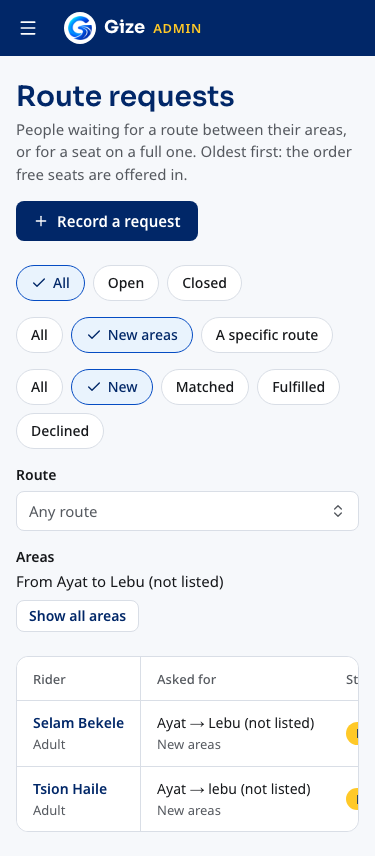 Gize ADMIN
Route requests
People waiting for a route between their areas,
or for a seat on a full one. Oldest first: the order
free seats are offered in.
Record a request
All Open Closed
All New areas A specific route
All New Matched Fulfilled
Declined
Route
Any route
Areas
From Ayat to Lebu (not listed)
Show all areas
Rider Asked for
Selam Bekele Ayat → Lebu (not listed)
Adult New areas
Tsion Haile Ayat → lebu (not listed)
Adult New areas